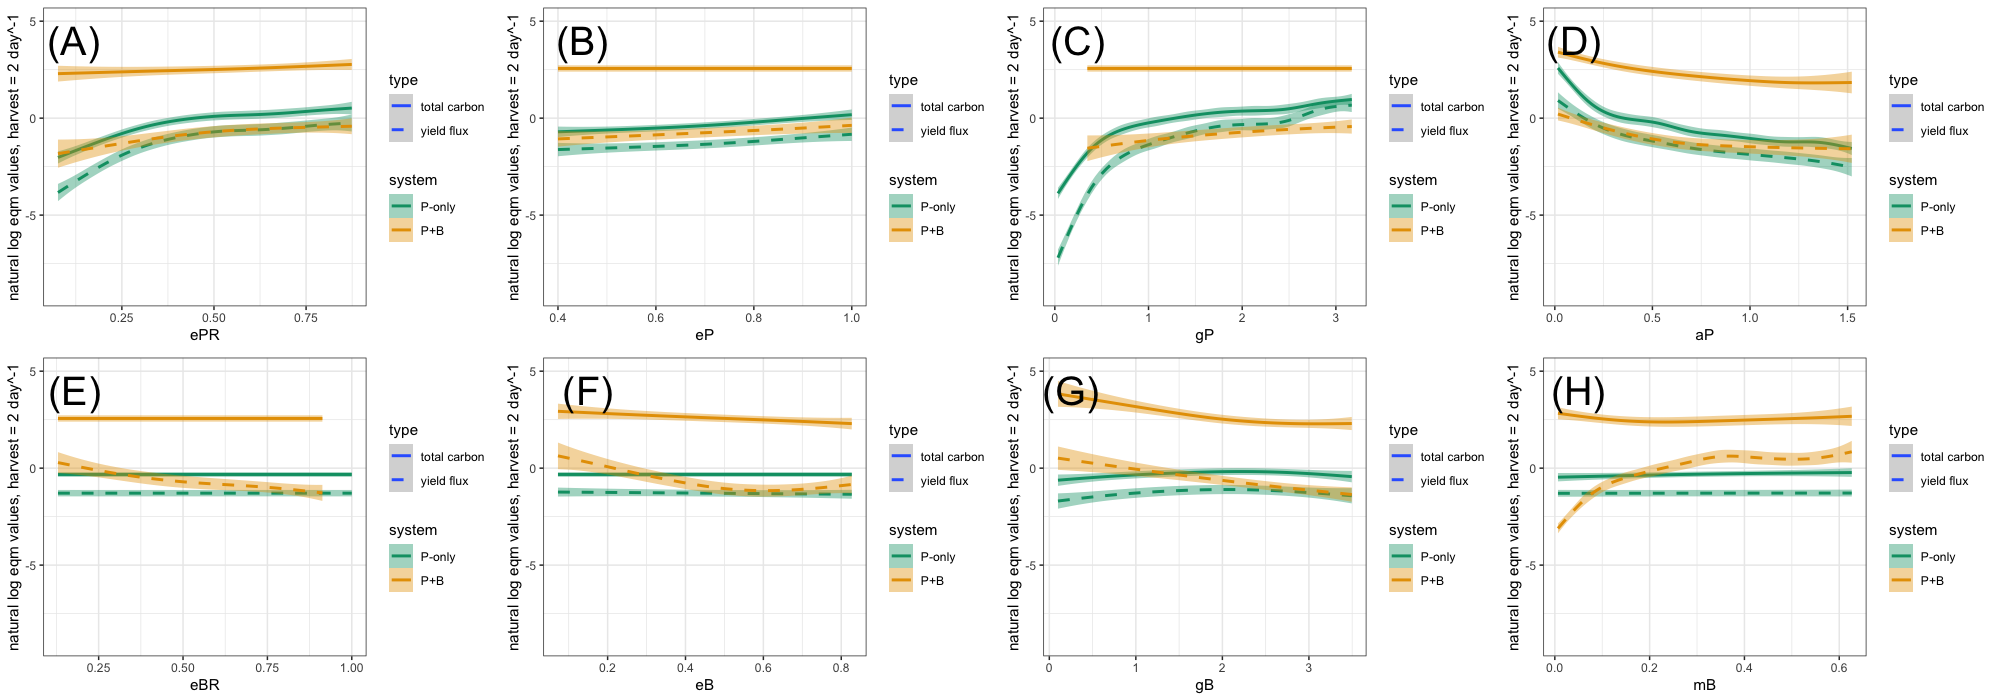 (A)
natural log eqm values, harvest = 2 day^-1
5
0
-5
0.25 0.50 0.75
ePR
type
total carbon
yield flux
system
P-only
P+B
(B)
natural log eqm values, harvest = 2 day^-1
5
0
-5
0.4 0.6 0.8 1.0
eP
type
total carbon
yield flux
system
P-only
P+B
(C)
natural log eqm values, harvest = 2 day^-1
5
0
-5
0 1 2 3
gP
type
total carbon
yield flux
system
P-only
P+B
(D)
natural log eqm values, harvest = 2 day^-1
5
0
-5
0.0 0.5 1.0 1.5
aP
type
total carbon
yield flux
system
P-only
P+B
(E)
natural log eqm values, harvest = 2 day^-1
5
0
-5
0.25 0.50 0.75 1.00
eBR
type
total carbon
yield flux
system
P-only
P+B
(F)
natural log eqm values, harvest = 2 day^-1
5
0
-5
0.2 0.4 0.6 0.8
eB
type
total carbon
yield flux
system
P-only
P+B
(G)
natural log eqm values, harvest = 2 day^-1
5
0
-5
0 1 2 3
gB
type
total carbon
yield flux
system
P-only
P+B
(H)
natural log eqm values, harvest = 2 day^-1
5
0
-5
0.0 0.2 0.4 0.6
mB
type
total carbon
yield flux
system
P-only
P+B